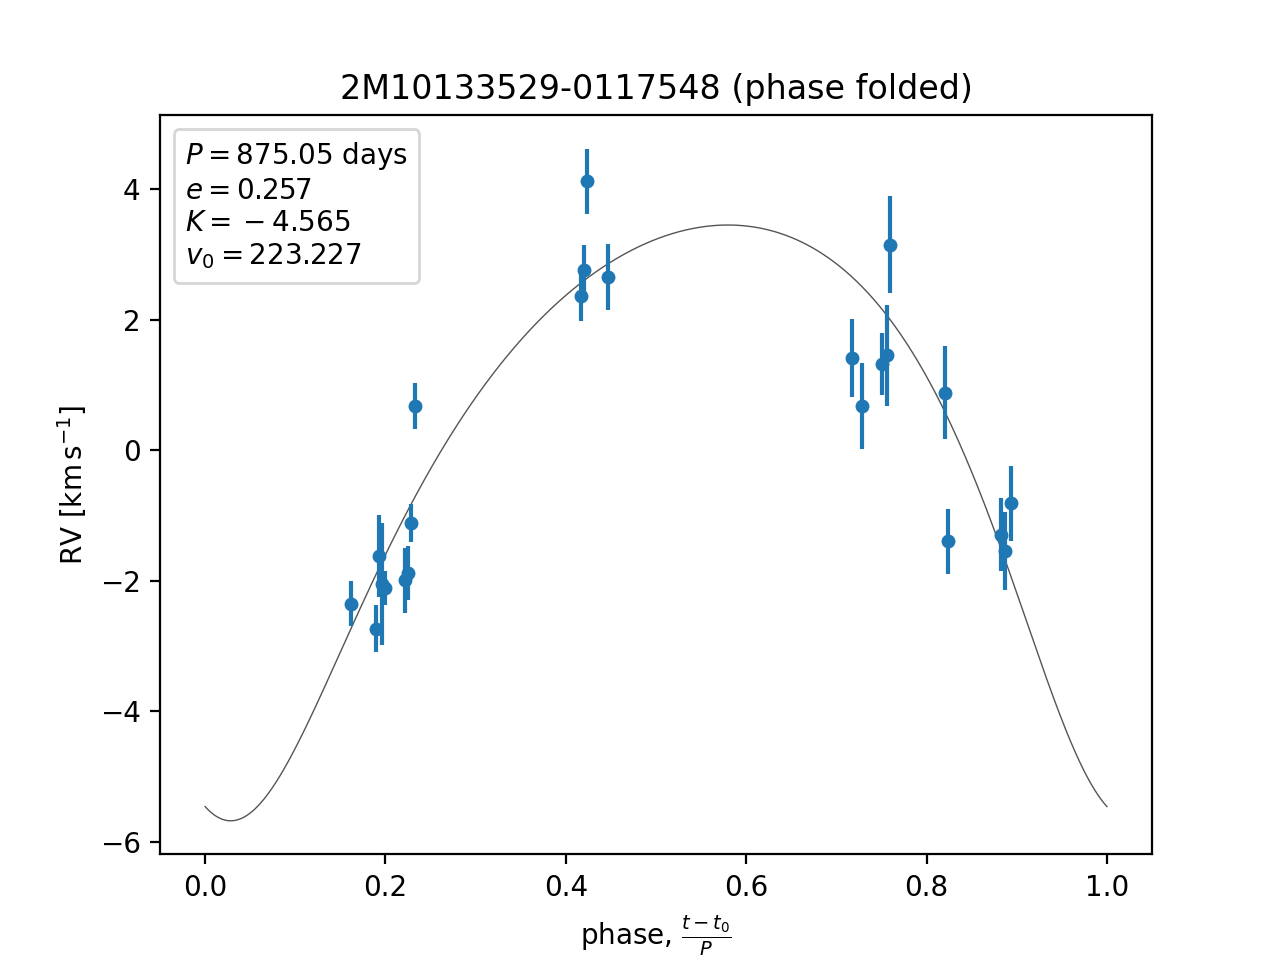 2M10133529-0117548 (phase folded)
P = 875.05 days
e = 0.257
K = −4.565
v₀ = 223.227
4
2
0
−2
−4
−6
RV [km s⁻¹]
0.0 0.2 0.4 0.6 0.8 1.0
phase, (t − t₀)/P